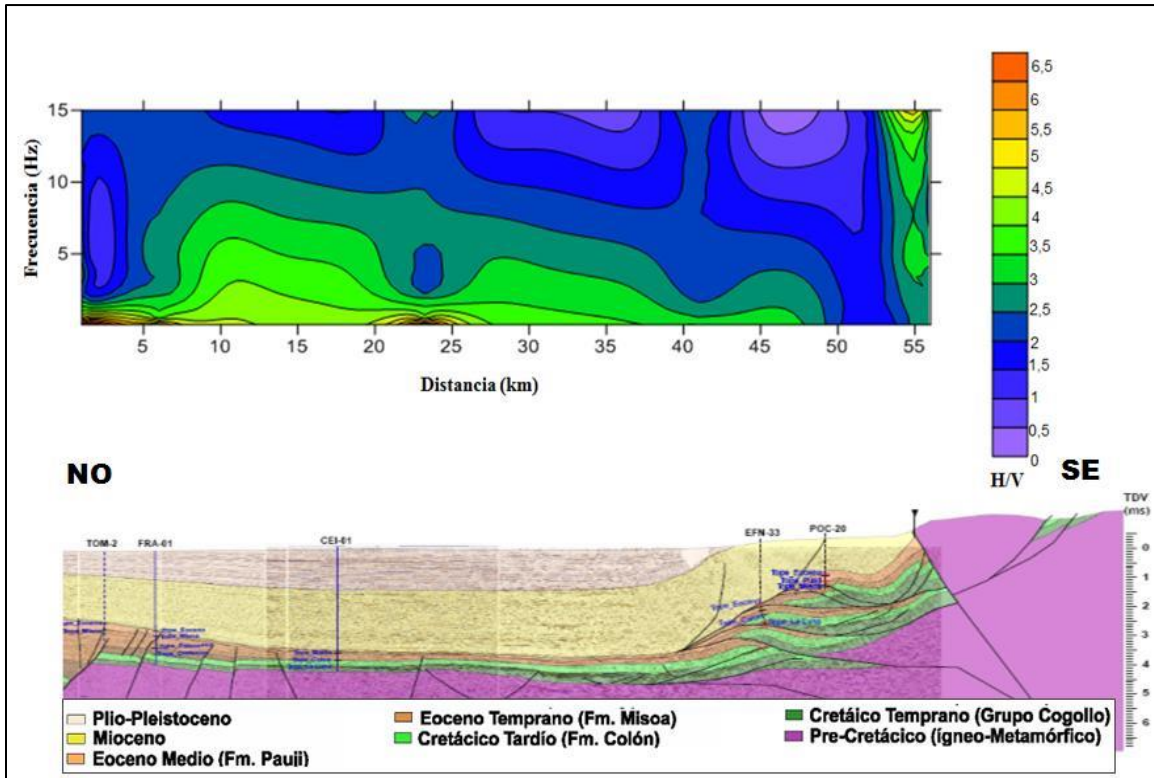 15
10
5
Frecuencia (Hz)
5 10 15 20 25 30 35 40 45 50 55
Distancia (km)
6,5
6
5,5
5
4,5
4
3,5
3
2,5
2
1,5
1
0,5
0
H/V
NO
SE
TDV
(ms)
TOM-2
FRA-01
CEI-01
EFN-33
POC-20
0
1
2
3
4
5
6
Plio-Pleistoceno
Mioceno
Eoceno Medio (Fm. Pauji)
Eoceno Temprano (Fm. Misoa)
Cretácico Tardío (Fm. Colón)
Cretáico Temprano (Grupo Cogollo)
Pre-Cretácico (ígneo-Metamórfico)